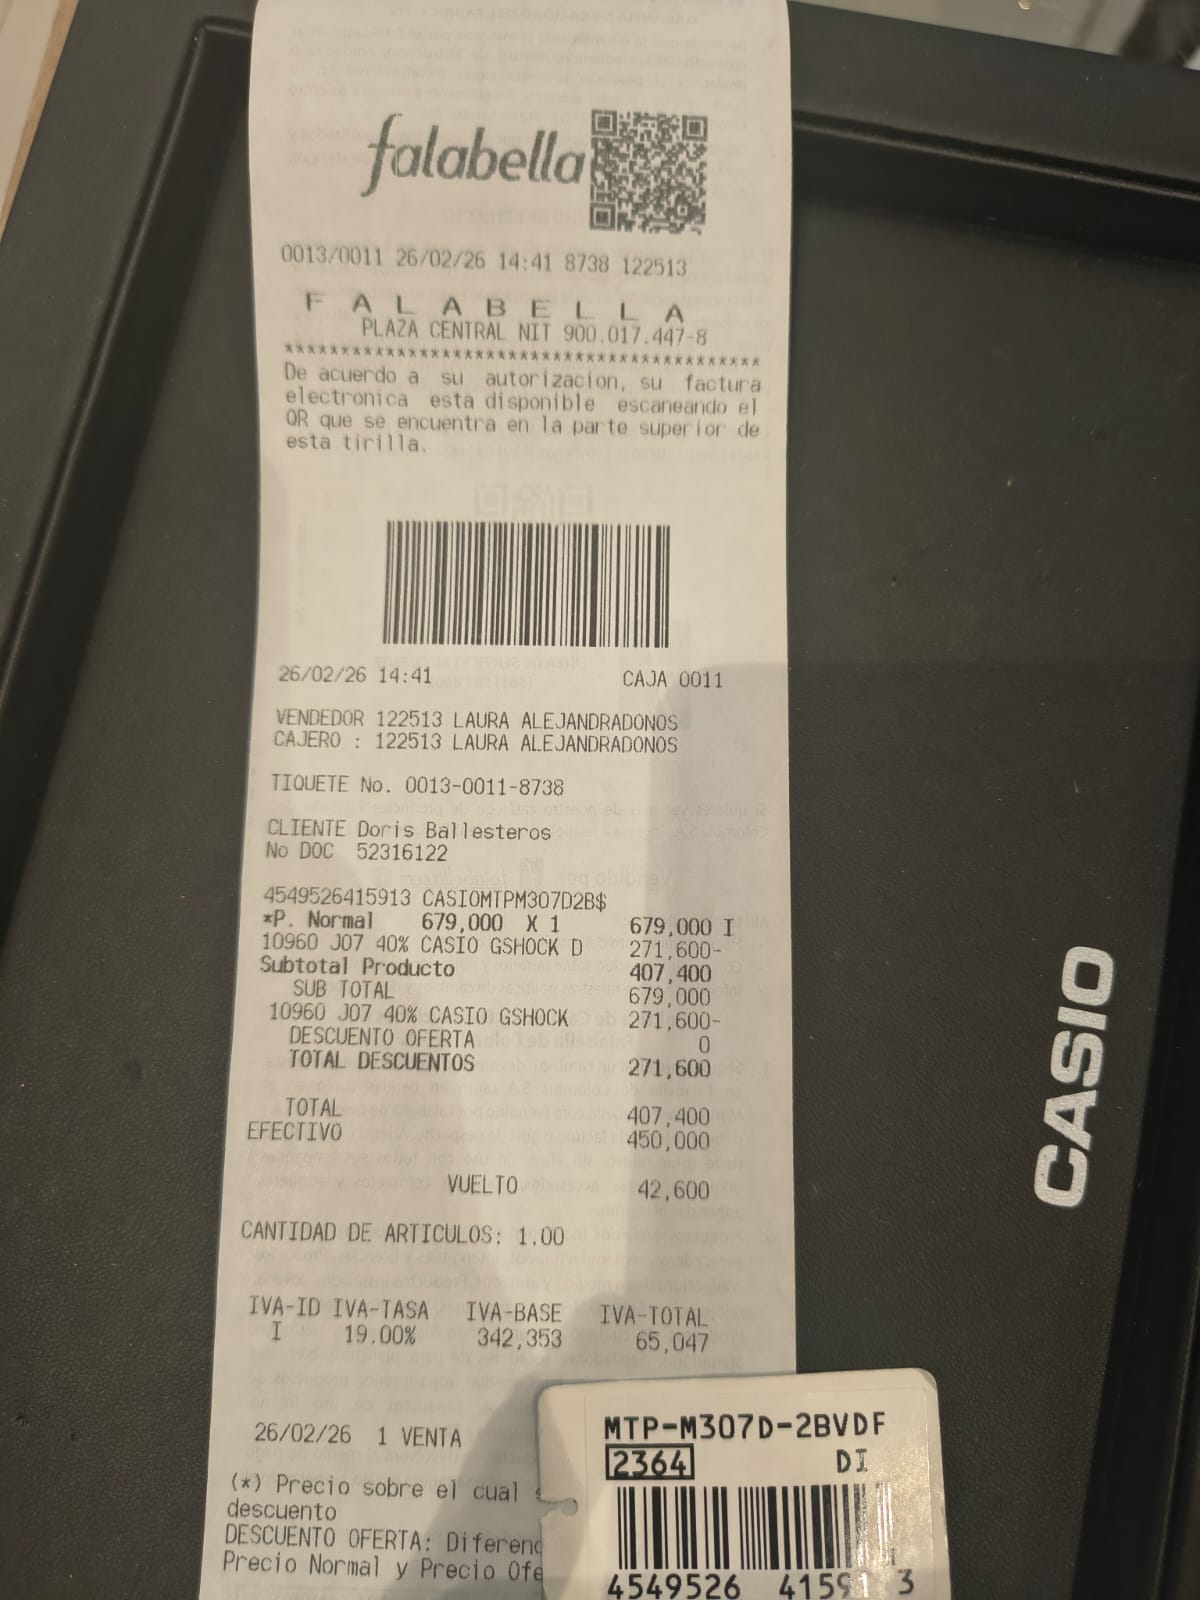 falabella
0013/0011 26/02/26 14:41 8738 122513
F A L A B E L L A
PLAZA CENTRAL NIT 900.017.447-8
******************************************
De acuerdo a su autorizacion, su factura
electronica esta disponible escaneando el
QR que se encuentra en la parte superior de
esta tirilla.
26/02/26 14:41 CAJA 0011
VENDEDOR 122513 LAURA ALEJANDRADONOS
CAJERO : 122513 LAURA ALEJANDRADONOS
TIQUETE No. 0013-0011-8738
CLIENTE Doris Ballesteros
No DOC 52316122
4549526415913 CASIOMTPM307D2B$
*P. Normal 679,000 X 1 679,000 I
10960 J07 40% CASIO GSHOCK D 271,600-
Subtotal Producto 407,400
SUB TOTAL 679,000
10960 J07 40% CASIO GSHOCK 271,600-
DESCUENTO OFERTA 0
TOTAL DESCUENTOS 271,600
TOTAL 407,400
EFECTIVO 450,000
VUELTO 42,600
CANTIDAD DE ARTICULOS: 1.00
IVA-ID IVA-TASA IVA-BASE IVA-TOTAL
I 19.00% 342,353 65,047
26/02/26 1 VENTA
(*) Precio sobre el cual
descuento
DESCUENTO OFERTA: Diferenc
Precio Normal y Precio Ofe
CASIO
MTP-M307D-2BVDF
2364 DI
4549526 415913